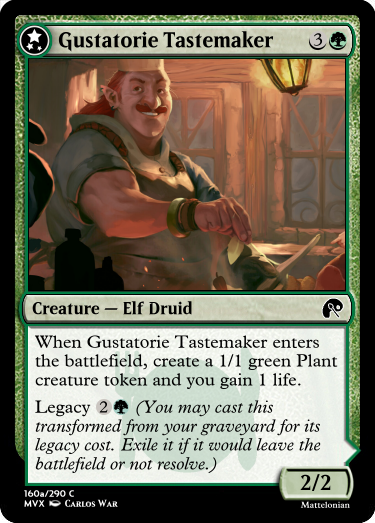 Gustatorie Tastemaker 3
Creature — Elf Druid
When Gustatorie Tastemaker enters
the battlefield, create a 1/1 green Plant
creature token and you gain 1 life.
Legacy 2 (You may cast this
transformed from your graveyard for its
legacy cost. Exile it if it would leave the
battlefield or not resolve.)
2/2
160a/290 C
MVX Carlos War
Mattelonian